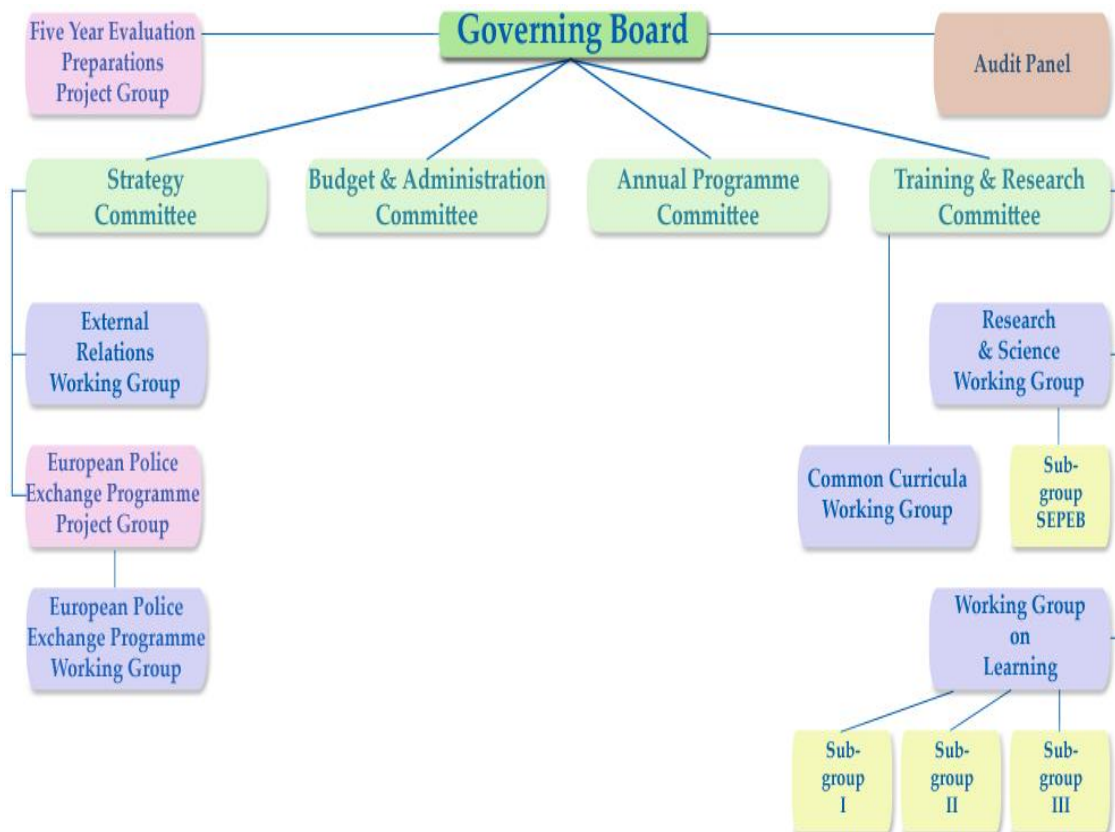 Five Year Evaluation
Preparations
Project Group
Governing Board
Audit Panel
Strategy
Committee
Budget & Administration
Committee
Annual Programme
Committee
Training & Research
Committee
External
Relations
Working Group
Research
& Science
Working Group
European Police
Exchange Programme
Project Group
Common Curricula
Working Group
Sub-
group
SEPEB
European Police
Exchange Programme
Working Group
Working Group
on
Learning
Sub-
group
I
Sub-
group
II
Sub-
group
III